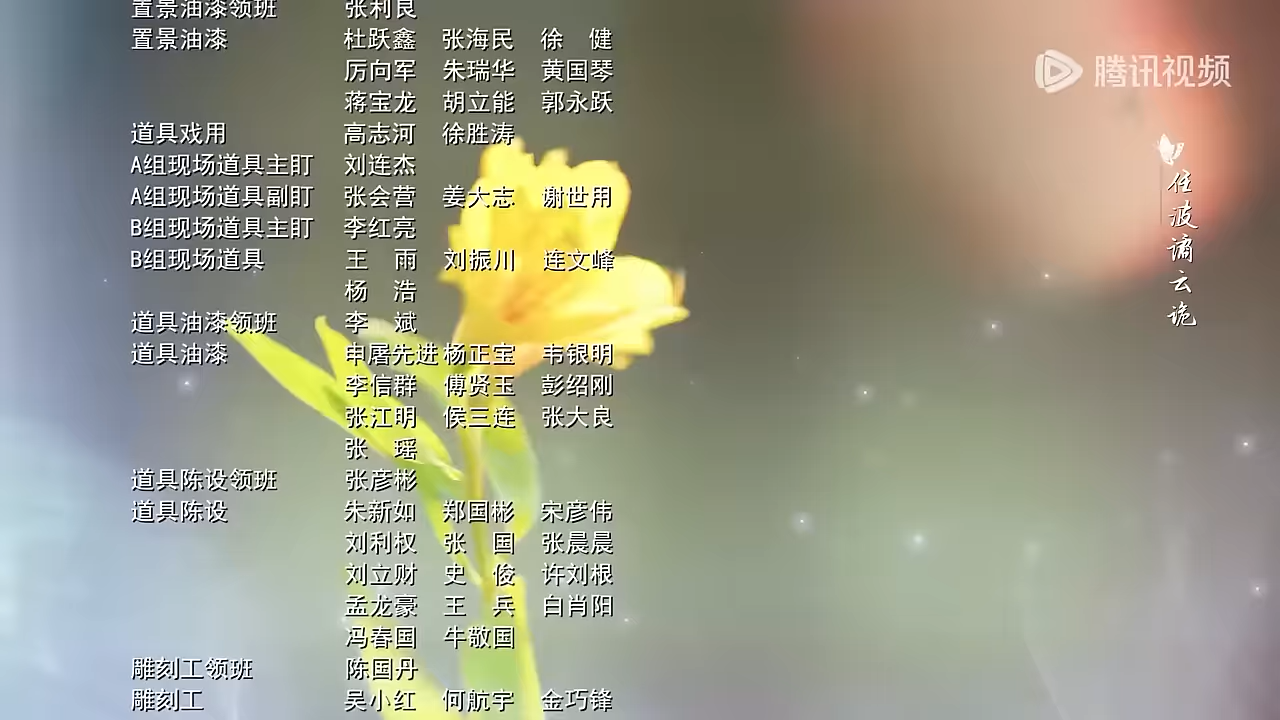 置景油漆领班 张利良
置景油漆 杜跃鑫 张海民 徐 健
厉向军 朱瑞华 黄国琴
蒋宝龙 胡立能 郭永跃
道具戏用 高志河 徐胜涛
A组现场道具主盯 刘连杰
A组现场道具副盯 张会营 姜大志 谢世用
B组现场道具主盯 李红亮
B组现场道具 王 雨 刘振川 连文峰
杨 浩
道具油漆领班 李 斌
道具油漆 申屠先进 杨正宝 韦银明
李信群 傅贤玉 彭绍刚
张江明 侯三连 张大良
张 瑶
道具陈设领班 张彦彬
道具陈设 朱新如 郑国彬 宋彦伟
刘利权 张 国 张晨晨
刘立财 史 俊 许刘根
孟龙豪 王 兵 白肖阳
冯春国 牛敬国
雕刻工领班 陈国丹
雕刻工 吴小红 何航宇 金巧锋
腾讯视频
任波谲云诡